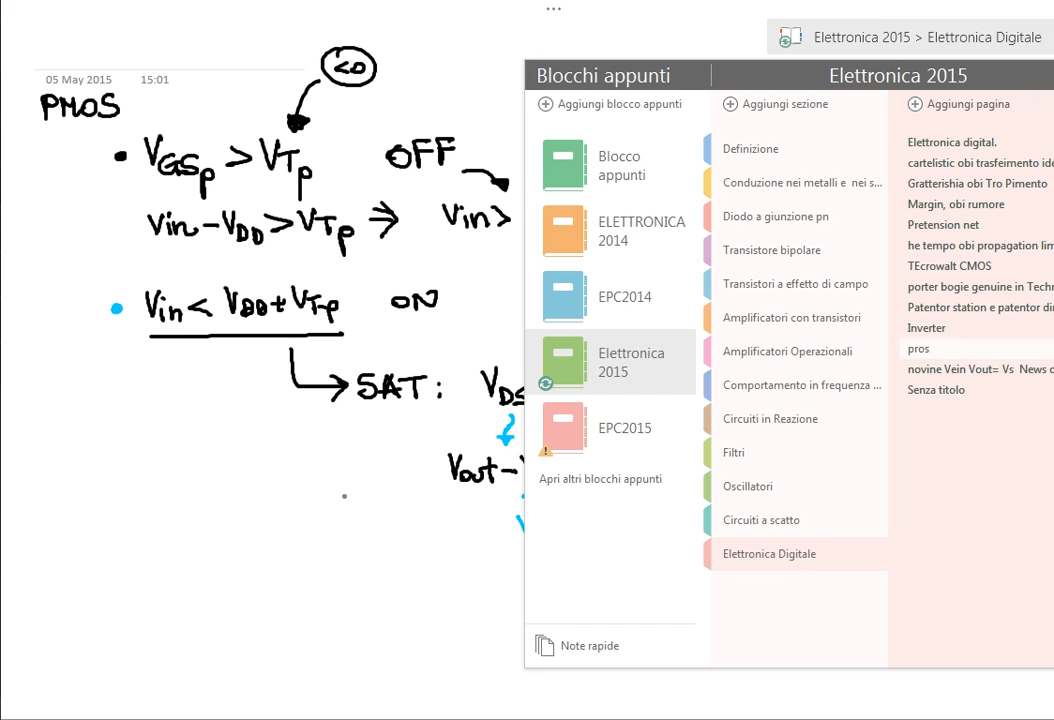 Elettronica 2015 > Elettronica Digitale
05 May 2015 15:01
<0
PMOS
• VGSp > VTp OFF
Vin - VDD > VTp ⇒ Vin >
• Vin < VDD + VTp ON
→ SAT: VDS
Vout -
Blocchi appunti
Aggiungi blocco appunti
Blocco appunti
ELETTRONICA 2014
EPC2014
Elettronica 2015
EPC2015
Apri altri blocchi appunti
Note rapide
Elettronica 2015
Aggiungi sezione
Definizione
Conduzione nei metalli e nei s...
Diodo a giunzione pn
Transistore bipolare
Transistori a effetto di campo
Amplificatori con transistori
Amplificatori Operazionali
Comportamento in frequenza ...
Circuiti in Reazione
Filtri
Oscillatori
Circuiti a scatto
Elettronica Digitale
Aggiungi pagina
Elettronica digital.
cartelistic obi trasfeimento ide
Gratterishia obi Tro Pimento
Margin, obi rumore
Pretension net
he tempo obi propagation lim
TEcrowalt CMOS
porter bogie genuine in Techn
Patentor station e patentor di
Inverter
pros
novine Vein Vout= Vs News o
Senza titolo